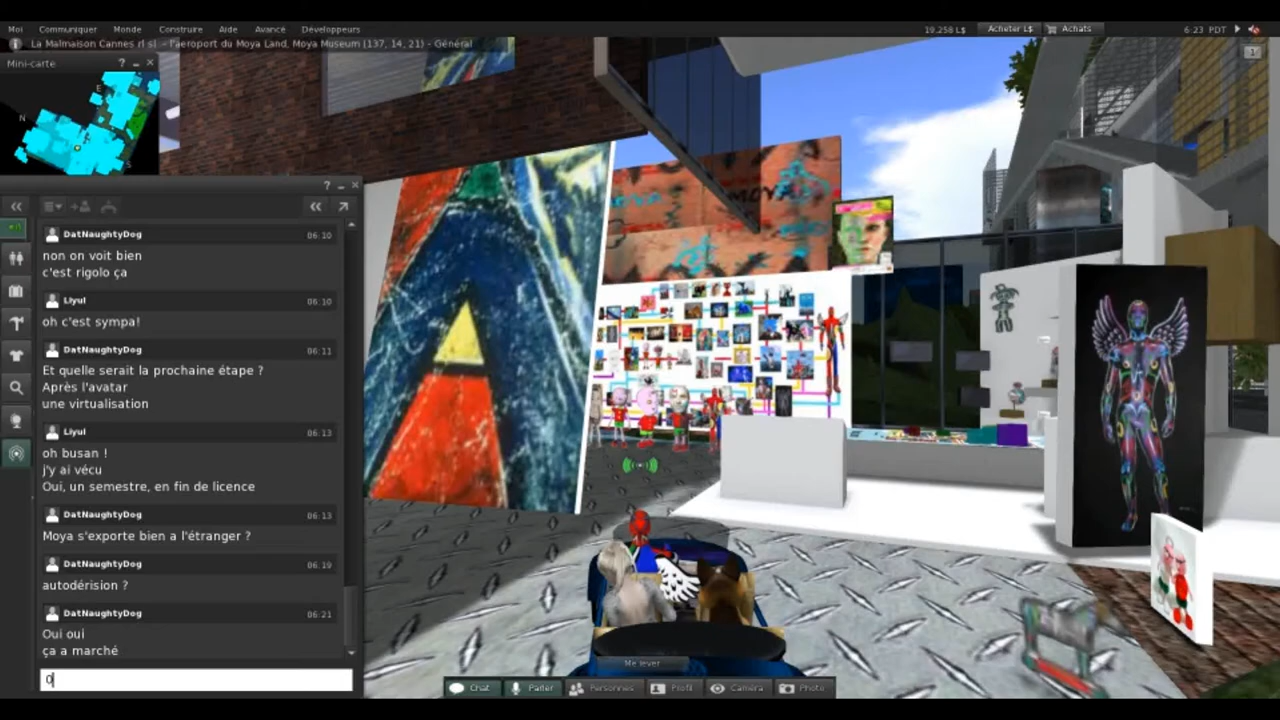 Moi Communiquer Monde Construire Aide Avancé Développeurs 19.258 L$ Acheter L$ Achats 6:23 PDT
La Malmaison Cannes rl sl - l'aeroport du Moya Land, Moya Museum (137, 14, 21) - Général
1
Mini-carte
? _ ×
E
N
S
DatNaughtyDog 06:10
non on voit bien
c'est rigolo ça
Liyul 06:10
oh c'est sympa!
DatNaughtyDog 06:11
Et quelle serait la prochaine étape ?
Après l'avatar
une virtualisation
Liyul 06:13
oh busan !
j'y ai vécu
Oui, un semestre, en fin de licence
DatNaughtyDog 06:13
Moya s'exporte bien a l'étranger ?
DatNaughtyDog 06:19
autodérision ?
DatNaughtyDog 06:21
Oui oui
ça a marché
O
MOYA
Me lever
Chat Parler Personnes Profil Caméra Photo